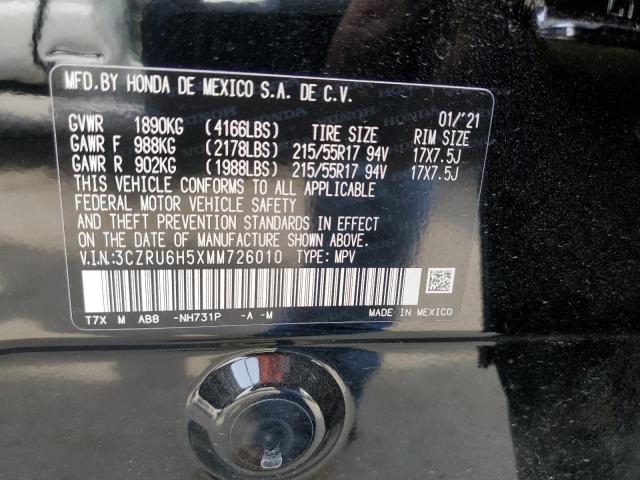 MFD.BY HONDA DE MEXICO S.A. DE C.V.
01/'21
GVWR 1890KG (4166LBS) TIRE SIZE RIM SIZE
GAWR F 988KG (2178LBS) 215/55R17 94V 17X7.5J
GAWR R 902KG (1988LBS) 215/55R17 94V 17X7.5J
THIS VEHICLE CONFORMS TO ALL APPLICABLE
FEDERAL MOTOR VEHICLE SAFETY
AND THEFT PREVENTION STANDARDS IN EFFECT
ON THE DATE OF MANUFACTURE SHOWN ABOVE.
V.I.N:3CZRU6H5XMM726010 TYPE: MPV
T7X M AB8 -NH731P -A -M MADE IN MEXICO